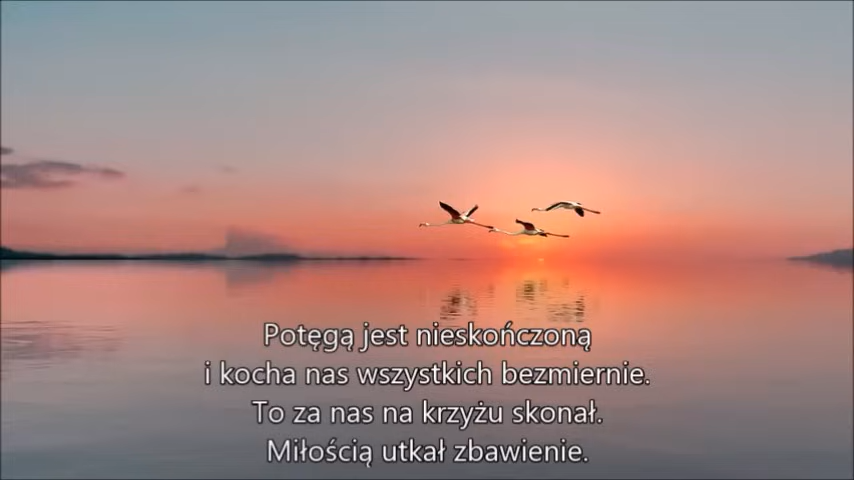 Potęgą jest nieskończoną
i kocha nas wszystkich bezmiernie.
To za nas na krzyżu skonał.
Miłością utkał zbawienie.